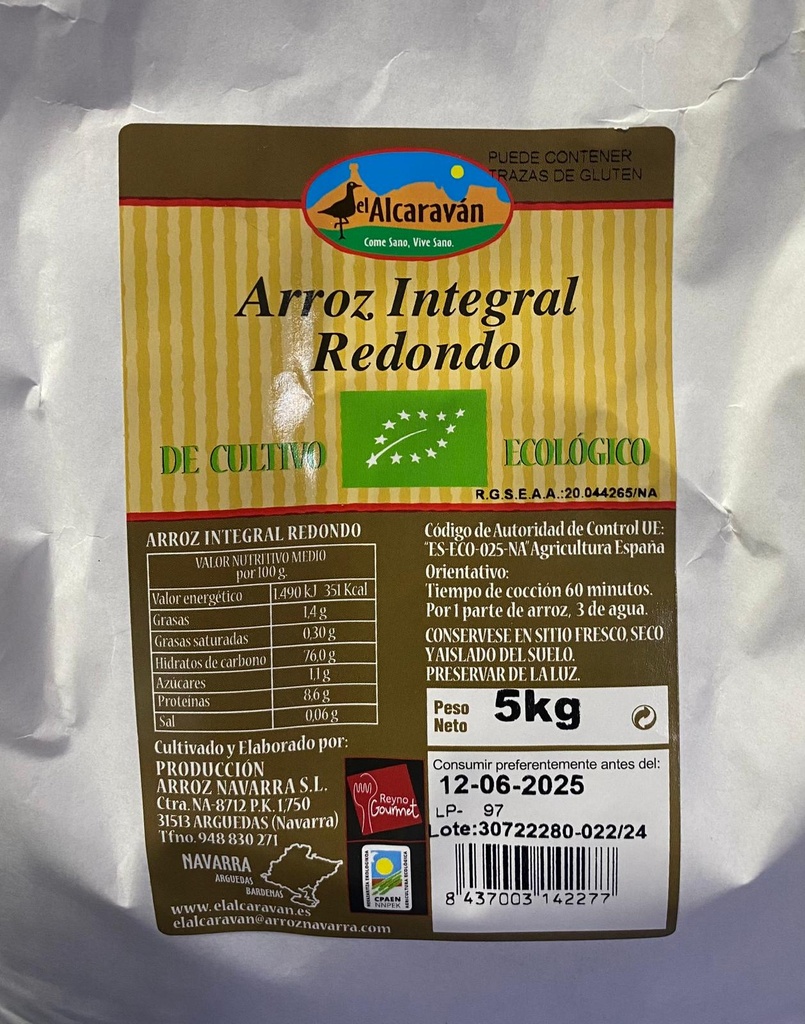 PUEDE CONTENER
TRAZAS DE GLUTEN
el Alcaraván
Come Sano, Vive Sano.
Arroz Integral
Redondo
DE CULTIVO ECOLÓGICO
R.G.S.E.A.A.:20.044265/NA
ARROZ INTEGRAL REDONDO
VALOR NUTRITIVO MEDIO
por 100 g.
Valor energético 1.490 kJ 351 Kcal
Grasas 1,4 g
Grasas saturadas 0,30 g
Hidratos de carbono 76,0 g
Azúcares 1,1 g
Proteínas 8,6 g
Sal 0,06 g
Cultivado y Elaborado por:
PRODUCCIÓN
ARROZ NAVARRA S.L.
Ctra. NA-8712 P.K. 1,750
31513 ARGUEDAS (Navarra)
Tfno. 948 830 271
NAVARRA
ARGUEDAS
BARDENAS
www.elalcaravan.es
elalcaravan@arroznavarra.com
Código de Autoridad de Control UE:
"ES-ECO-025-NA" Agricultura España
Orientativo:
Tiempo de cocción 60 minutos.
Por 1 parte de arroz, 3 de agua.
CONSERVESE EN SITIO FRESCO, SECO
Y AISLADO DEL SUELO.
PRESERVAR DE LA LUZ.
Peso
Neto
5kg
Reyno
Gourmet
CPAEN
NNPEK
AGRICULTURA ECOLÓGICA
Consumir preferentemente antes del:
12-06-2025
LP- 97
Lote:30722280-022/24
8 437003 142277